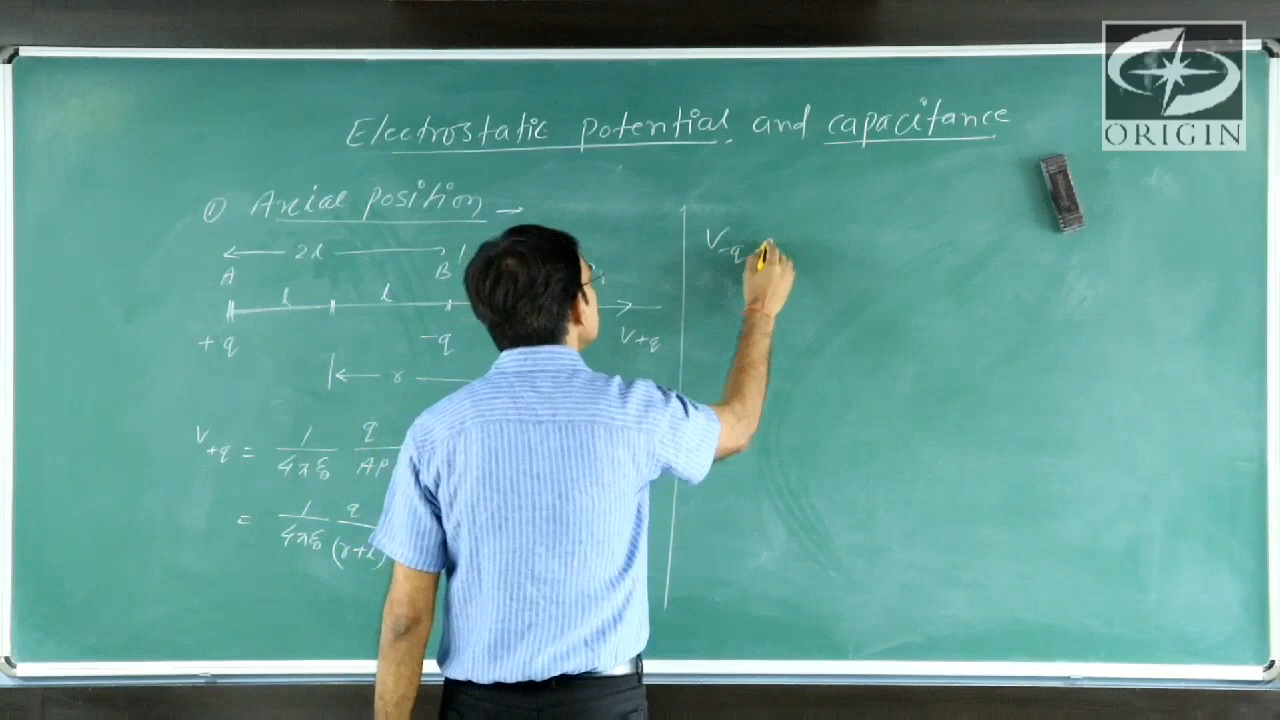 ORIGIN
Electrostatic potential and capacitance
① Axial position →
2l
A B
l l
+q -q V+q
r
V+q = 1/4πε0 q/AP
= 1/4πε0 q/(r+l)
V-q